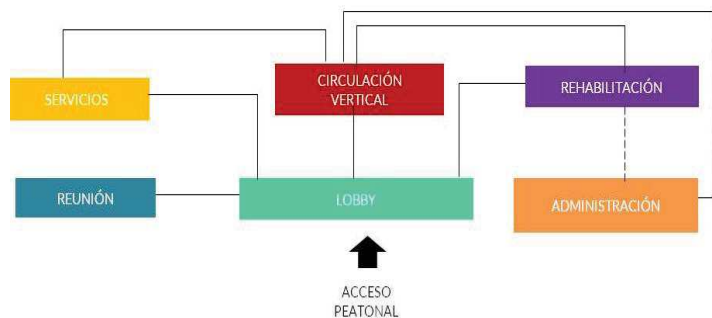 CIRCULACIÓN
VERTICAL
SERVICIOS
REHABILITACIÓN
REUNIÓN
LOBBY
ADMINISTRACIÓN
ACCESO
PEATONAL